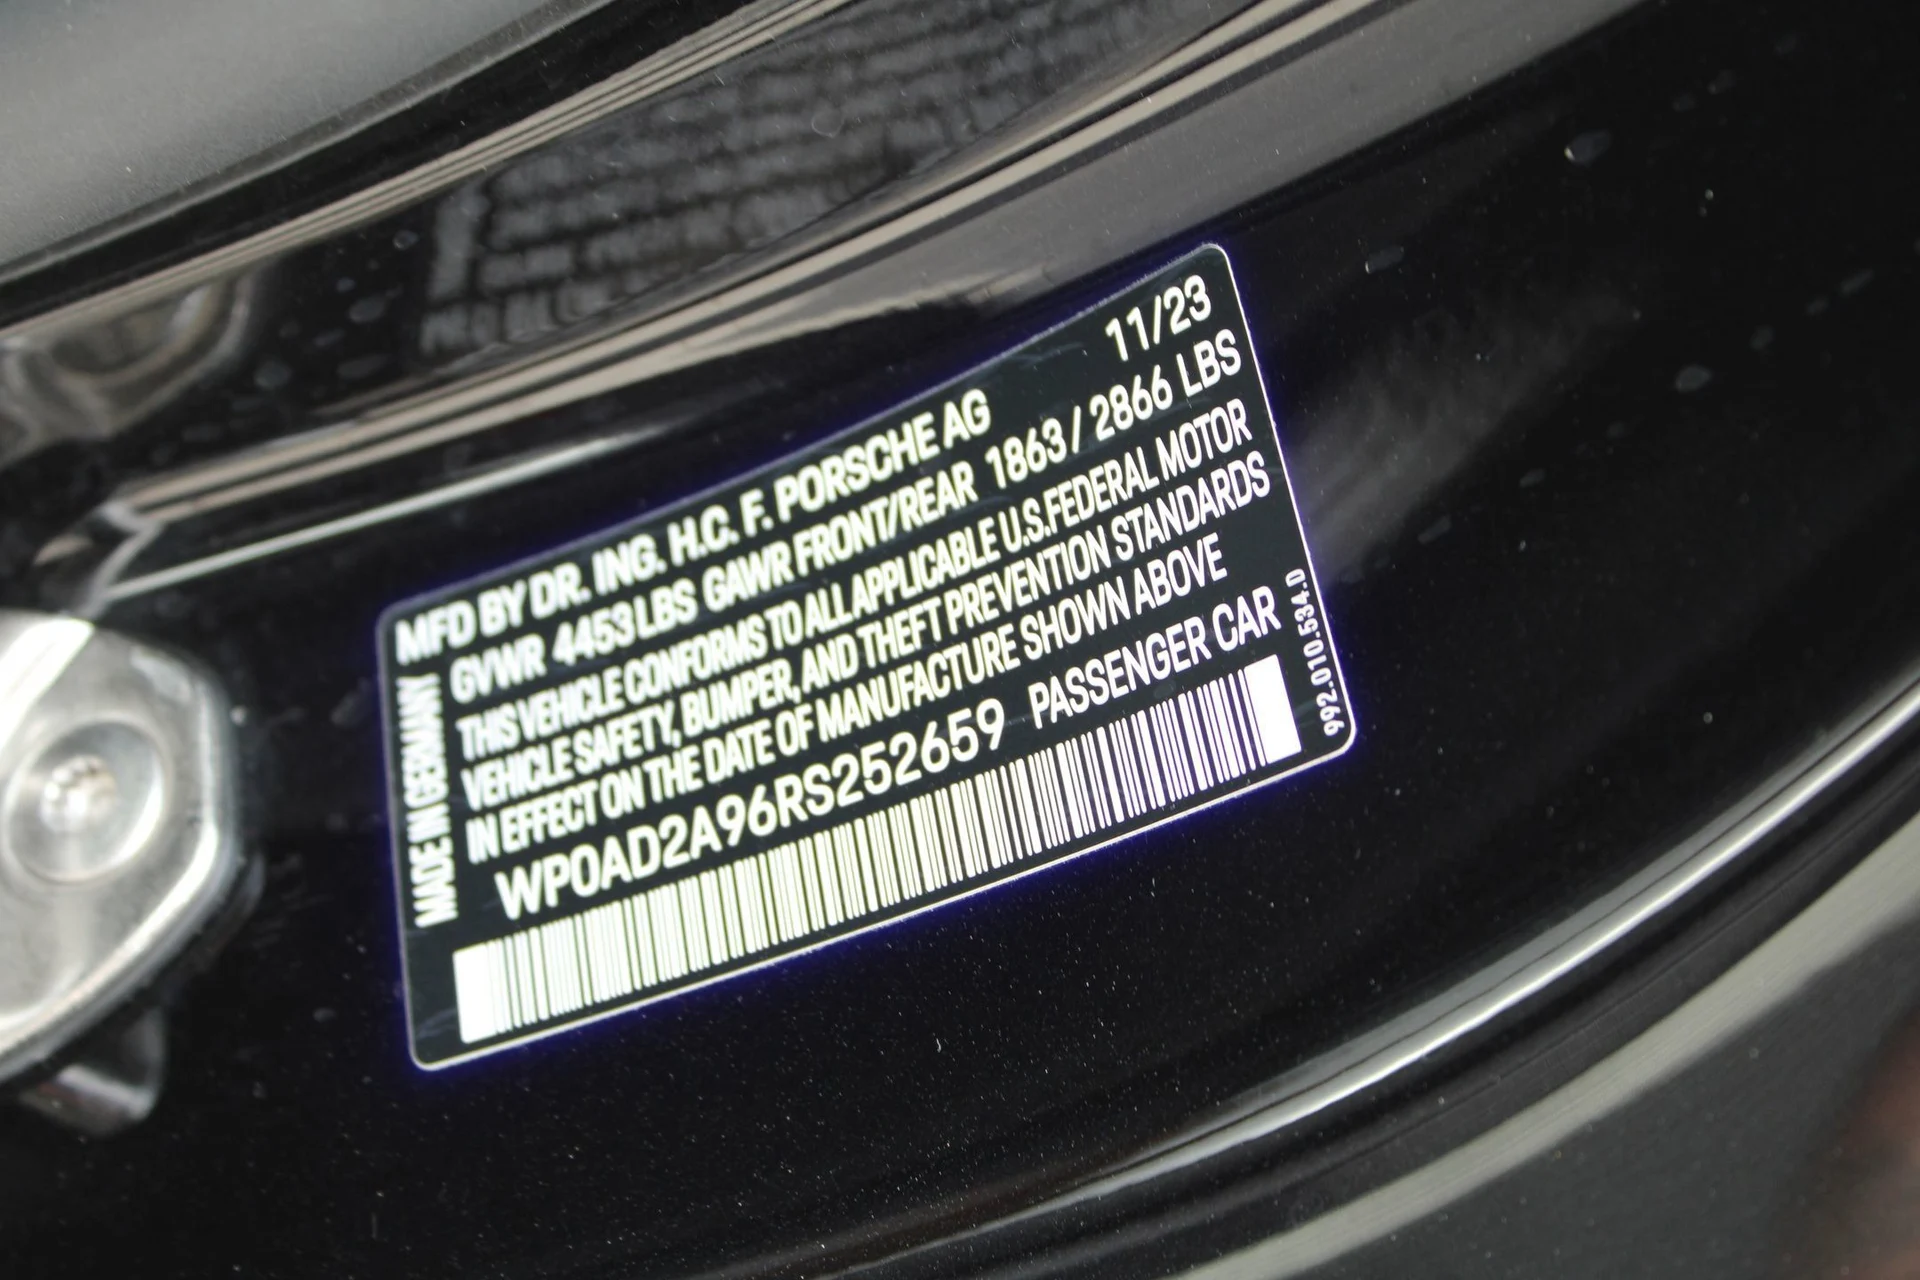 MFD BY DR. ING. H.C. F. PORSCHE AG 11/23
GVWR 4453 LBS GAWR FRONT/REAR 1863 / 2866 LBS
THIS VEHICLE CONFORMS TO ALL APPLICABLE U.S.FEDERAL MOTOR
VEHICLE SAFETY, BUMPER, AND THEFT PREVENTION STANDARDS
IN EFFECT ON THE DATE OF MANUFACTURE SHOWN ABOVE
WP0AD2A96RS252659 PASSENGER CAR
MADE IN GERMANY
992.010.534.0